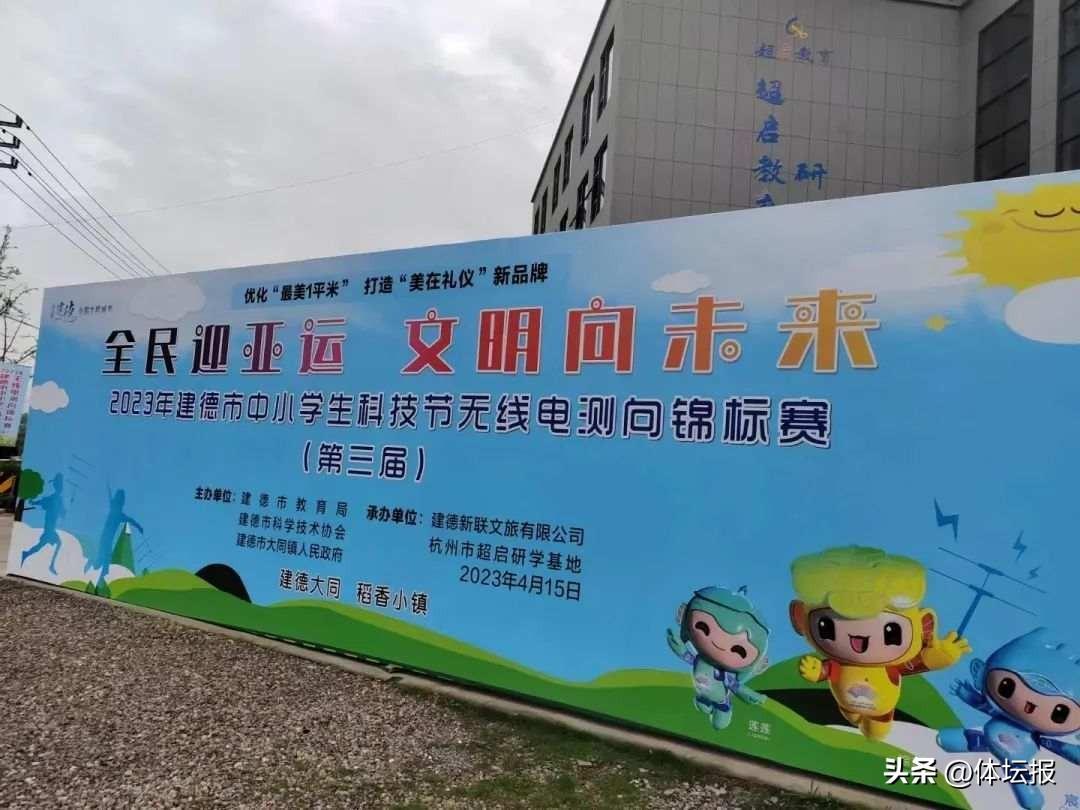 超启教育
超启教
研
优化“最美1平米” 打造“美在礼仪”新品牌
全民迎亚运 文明向未来
2023年建德市中小学生科技节无线电测向锦标赛
（第三届）
主办单位：建德市教育局
建德市科学技术协会
建德市大同镇人民政府
承办单位：建德新联文旅有限公司
杭州市超启研学基地
2023年4月15日
建德大同 稻香小镇
莲莲
头条 @体坛报